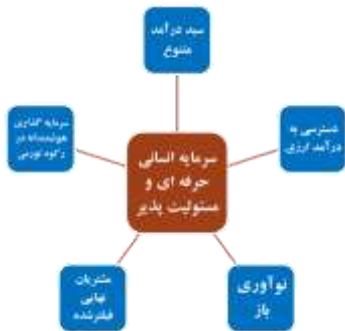 سبد درآمد
متنوع
سرمایه گذاری
هوشمندانه در
رکود تورمی
دسترسی به
درآمد ارزی
سرمایه انسانی
حرفه ای و
مسئولیت پذیر
مشتریان
نهایی
فیلترشده
نوآوری
باز